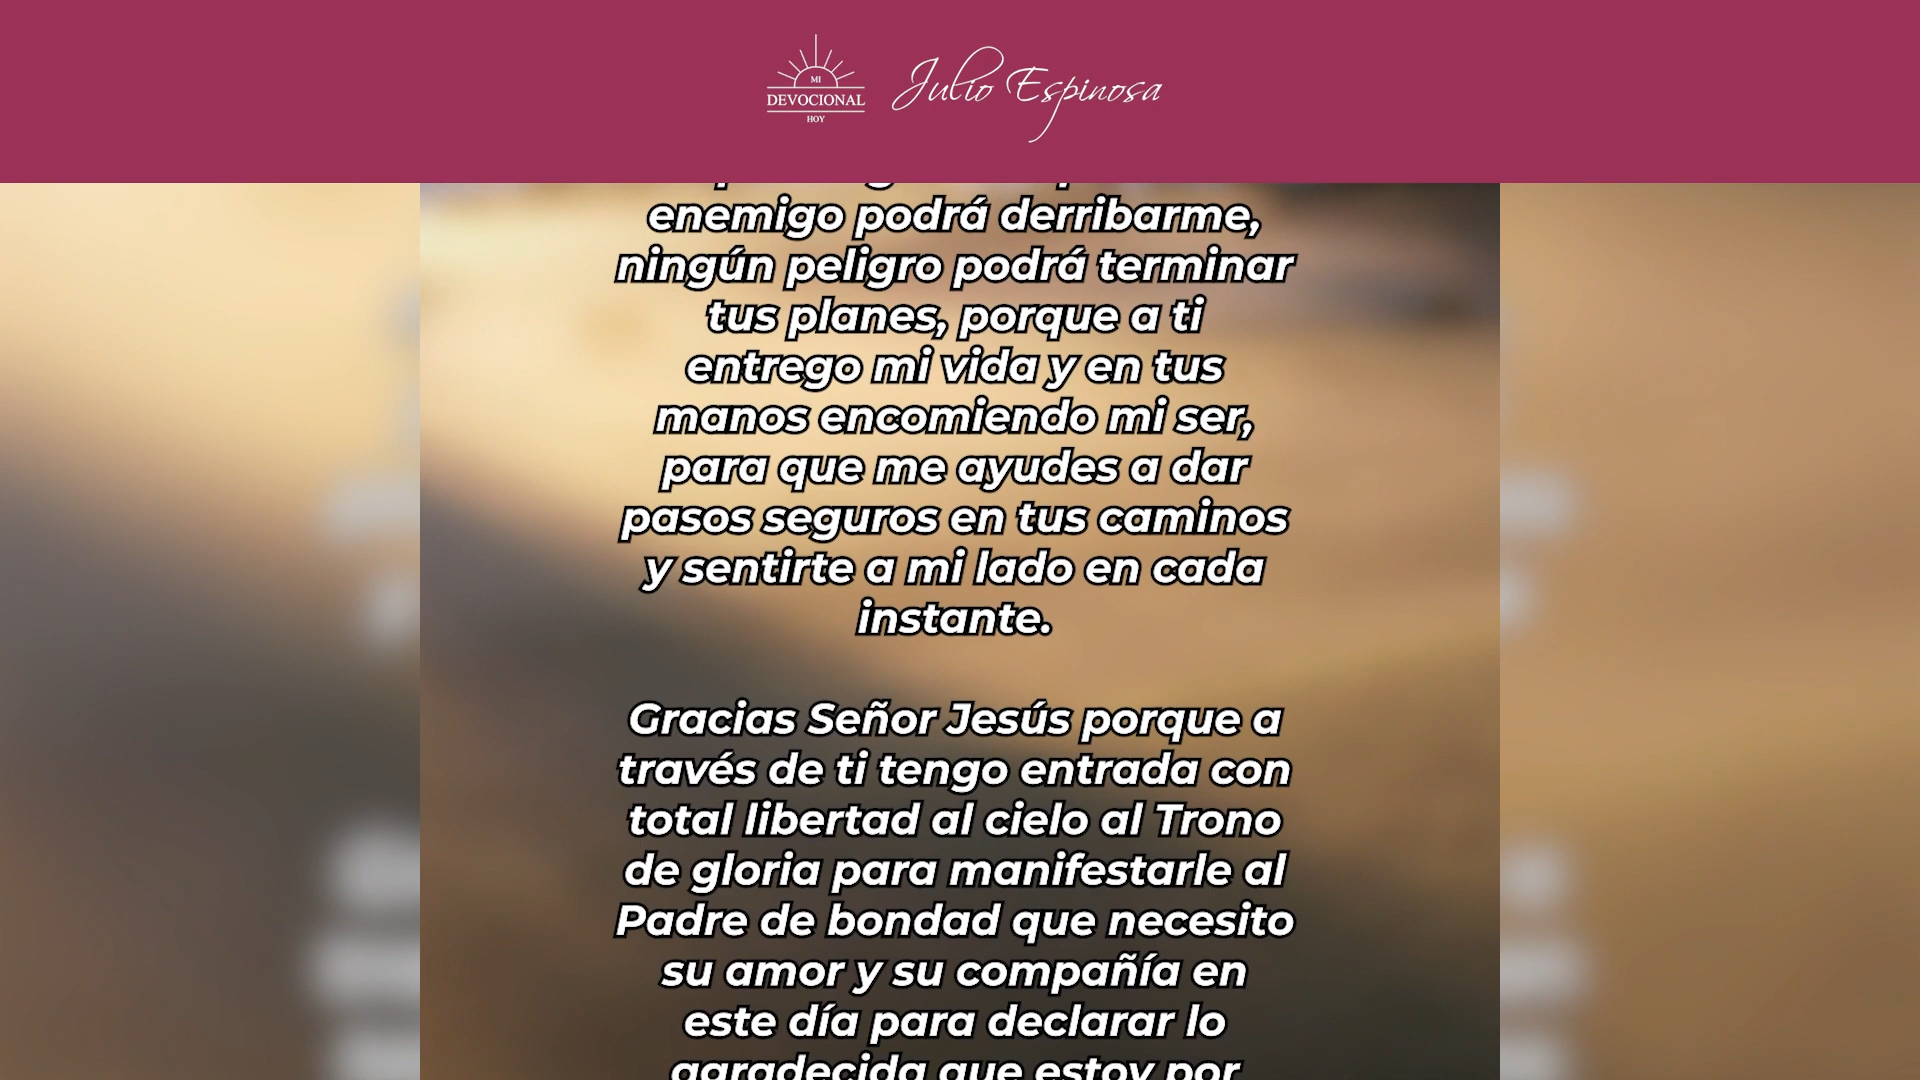 MI
DEVOCIONAL
HOY
Julio Espinosa
enemigo podrá derribarme,
ningún peligro podrá terminar
tus planes, porque a ti
entrego mi vida y en tus
manos encomiendo mi ser,
para que me ayudes a dar
pasos seguros en tus caminos
y sentirte a mi lado en cada
instante.
Gracias Señor Jesús porque a
través de ti tengo entrada con
total libertad al cielo al Trono
de gloria para manifestarle al
Padre de bondad que necesito
su amor y su compañía en
este día para declarar lo
agradecida que estoy por